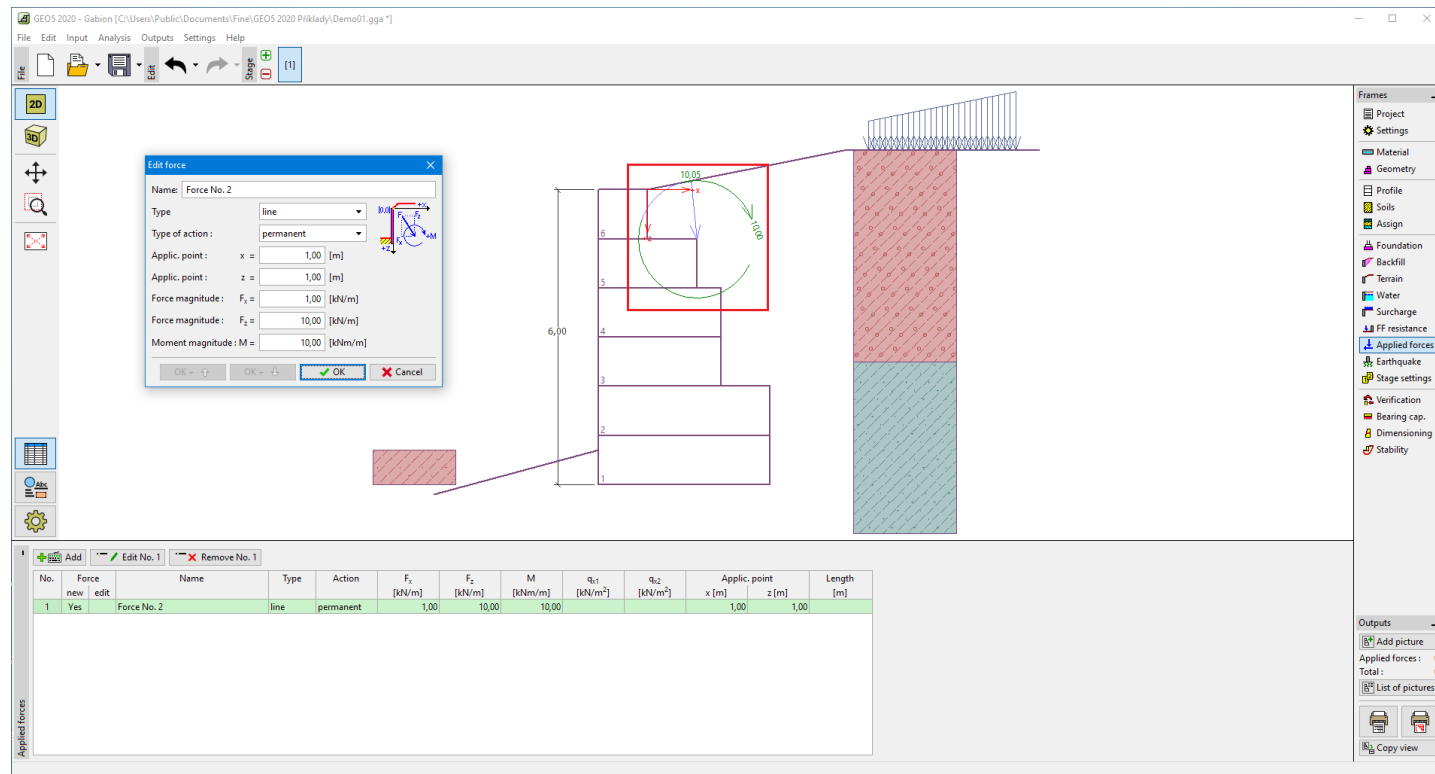 GEO5 2020 - Gabion [C:\Users\Public\Documents\Fine\GEO5 2020 Příklady\Demo01.gga *]
File Edit Input Analysis Outputs Settings Help
File
Edit
Stage
[1]
2D
3D
Abc
Edit force
Name: Force No. 2
Type line
Type of action : permanent
Applic. point : x = 1,00 [m]
Applic. point : z = 1,00 [m]
Force magnitude : Fx = 1,00 [kN/m]
Force magnitude : Fz = 10,00 [kN/m]
Moment magnitude : M = 10,00 [kNm/m]
[0,0]
+x
F
Fz
Fx
+M
+z
OK + OK + OK Cancel
10,05
+x
10,00
+z
6,00
6
5
4
3
2
1
Frames
Project
Settings
Material
Geometry
Profile
Soils
Assign
Foundation
Backfill
Terrain
Water
Surcharge
FF resistance
Applied forces
Earthquake
Stage settings
Verification
Bearing cap.
Dimensioning
Stability
Outputs
Add picture
Applied forces :
Total :
List of pictures
Copy view
Applied forces
Add Edit No. 1 Remove No. 1
No. Force Name Type Action Fx Fz M qx1 qx2 Applic. point Length
new edit [kN/m] [kN/m] [kNm/m] [kN/m²] [kN/m²] x [m] z [m] [m]
1 Yes Force No. 2 line permanent 1,00 10,00 10,00 1,00 1,00